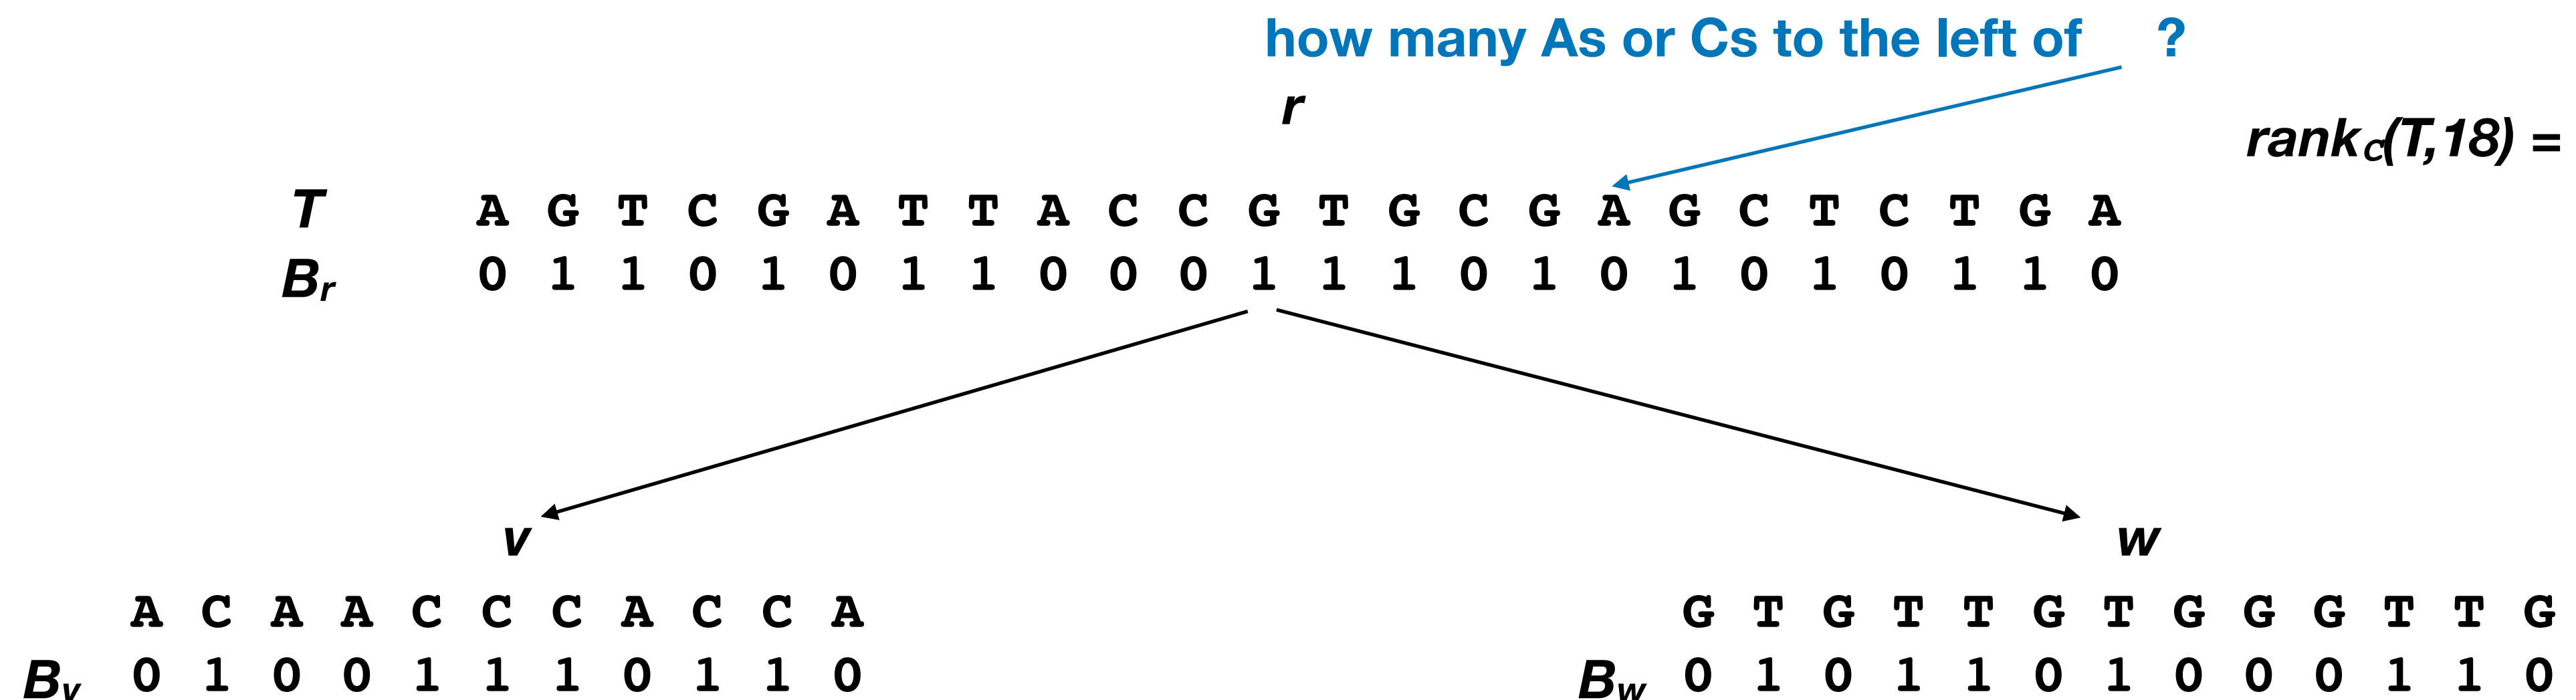 how many As or Cs to the left of ?
r
rankC(T,18) =
T A G T C G A T T A C C G T G C G A G C T C T G A
Br 0 1 1 0 1 0 1 1 0 0 0 1 1 1 0 1 0 1 0 1 0 1 1 0
v w
A C A A C C C A C C A G T G T T G T G G G T T G
Bv 0 1 0 0 1 1 1 0 1 1 0 Bw 0 1 0 1 1 0 1 0 0 0 1 1 0